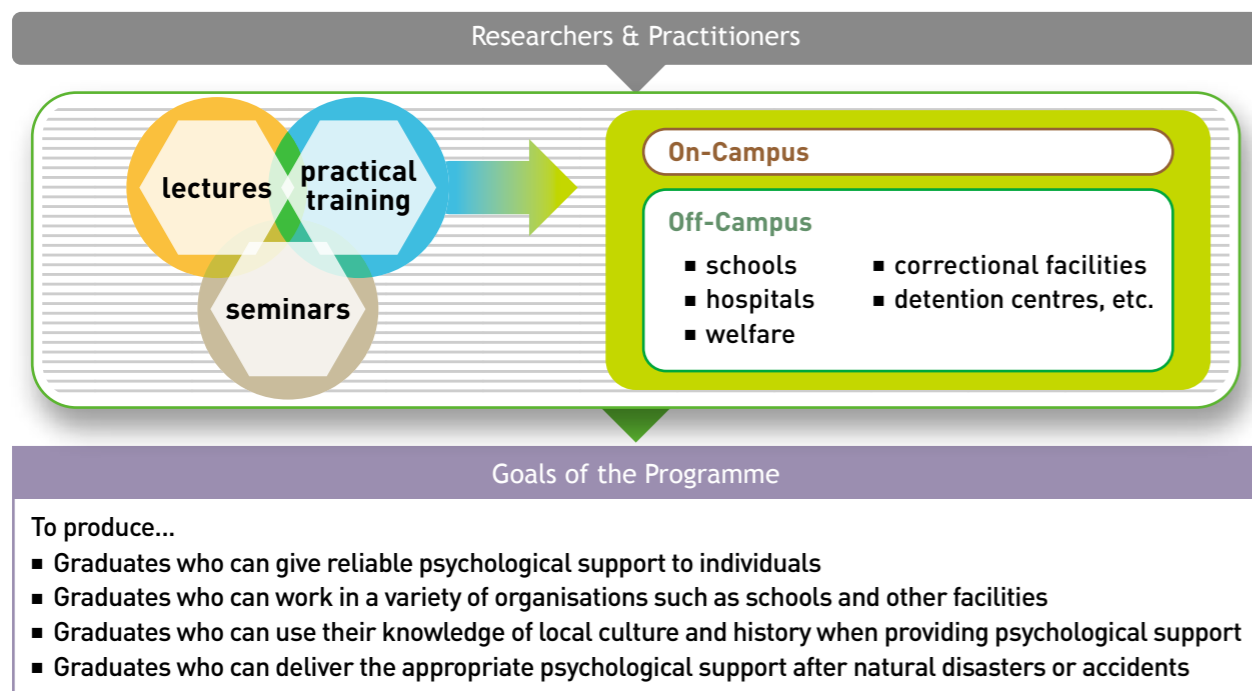 Researchers & Practitioners
lectures
practical
training
seminars
On-Campus
Off-Campus
▪ schools
▪ hospitals
▪ welfare
▪ correctional facilities
▪ detention centres, etc.
Goals of the Programme
To produce...
▪ Graduates who can give reliable psychological support to individuals
▪ Graduates who can work in a variety of organisations such as schools and other facilities
▪ Graduates who can use their knowledge of local culture and history when providing psychological support
▪ Graduates who can deliver the appropriate psychological support after natural disasters or accidents